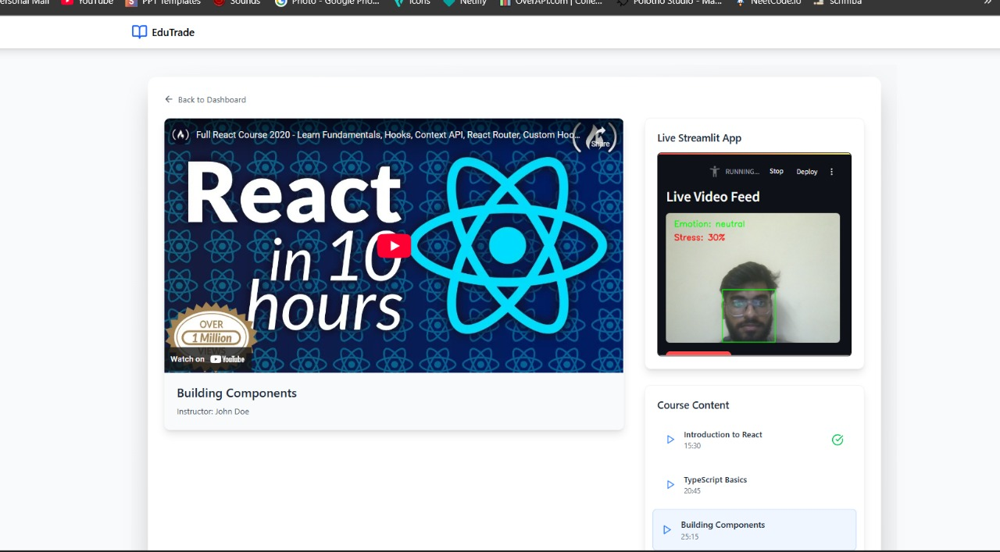 YouTube
PPT Templates
Sounds
Photo - Google Pho...
Icons
Netlify
OverAPI.com | Colle...
Polotno Studio - Ma...
NeetCode.io
scrimba
EduTrade
Back to Dashboard
Full React Course 2020 - Learn Fundamentals, Hooks, Context API, React Router, Custom Hoo...
Share
React
in 10
hours
OVER
1 Million
VIEWS
Watch on YouTube
Building Components
Instructor: John Doe
Live Streamlit App
RUNNING... Stop Deploy
Live Video Feed
Emotion: neutral
Stress: 30%
Course Content
Introduction to React
15:30
TypeScript Basics
20:45
Building Components
25:15